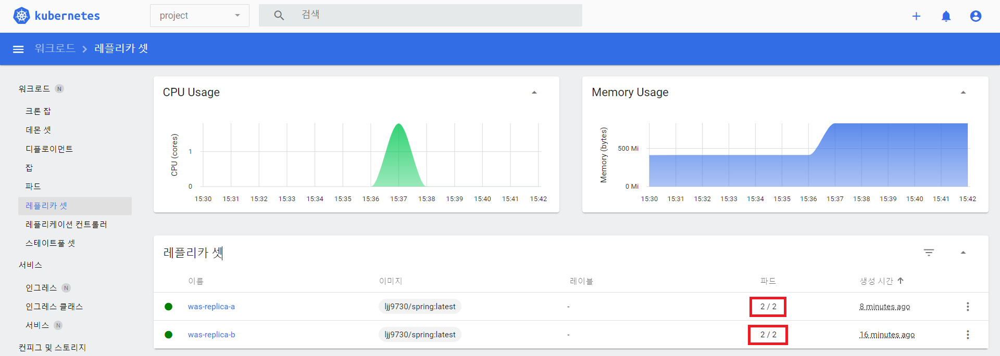 kubernetes
project
검색
워크로드 > 레플리카 셋
워크로드 N
크론 잡
데몬 셋
디플로이먼트
잡
파드
레플리카 셋
레플리케이션 컨트롤러
스테이트풀 셋
서비스
인그레스 N
인그레스 클래스
서비스 N
컨피그 및 스토리지
CPU Usage
CPU (cores)
1
0
15:30 15:31 15:32 15:33 15:34 15:35 15:36 15:37 15:38 15:39 15:40 15:41 15:42
Memory Usage
Memory (bytes)
500 Mi
0 Mi
15:30 15:31 15:32 15:33 15:34 15:35 15:36 15:37 15:38 15:39 15:40 15:41 15:42
레플리카 셋
이름 이미지 레이블 파드 생성 시간
was-replica-a ljj9730/spring:latest - 2 / 2 8 minutes ago
was-replica-b ljj9730/spring:latest - 2 / 2 16 minutes ago